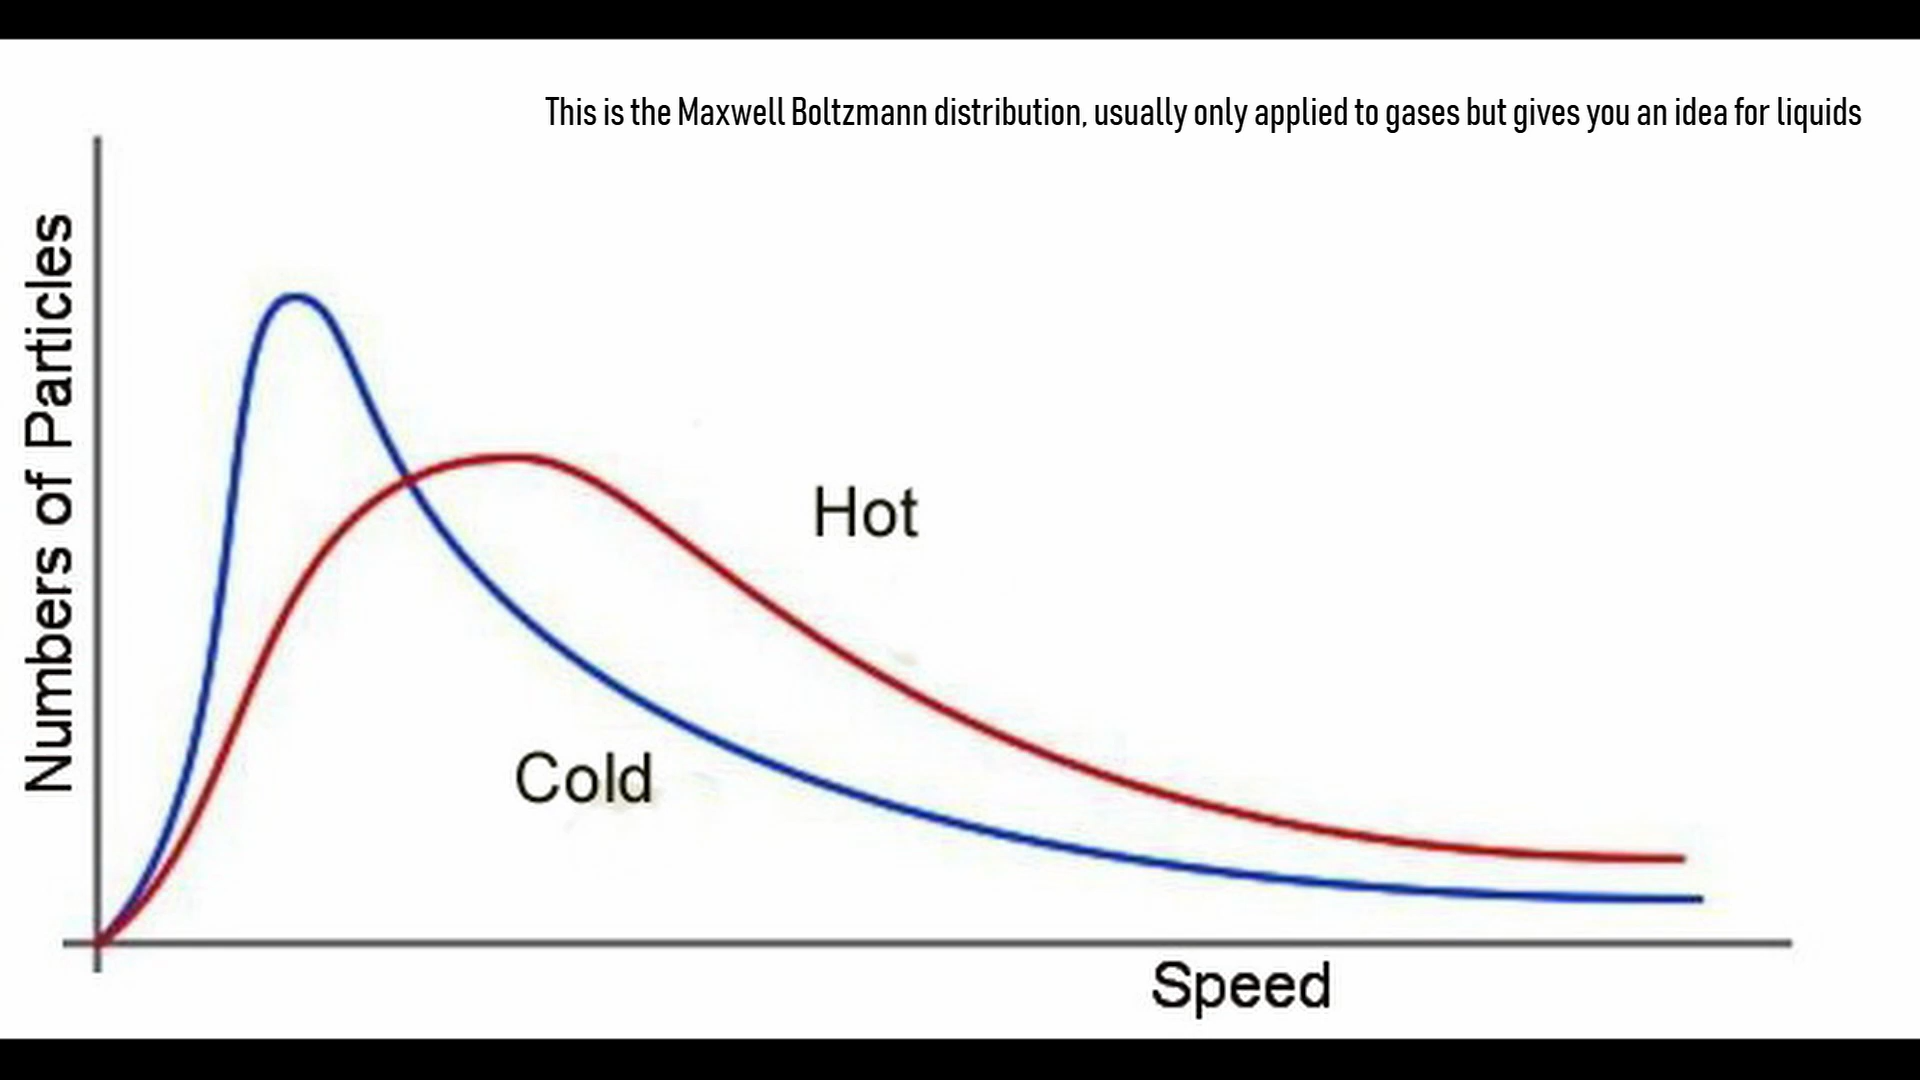 This is the Maxwell Boltzmann distribution, usually only applied to gases but gives you an idea for liquids
Numbers of Particles
Hot
Cold
Speed